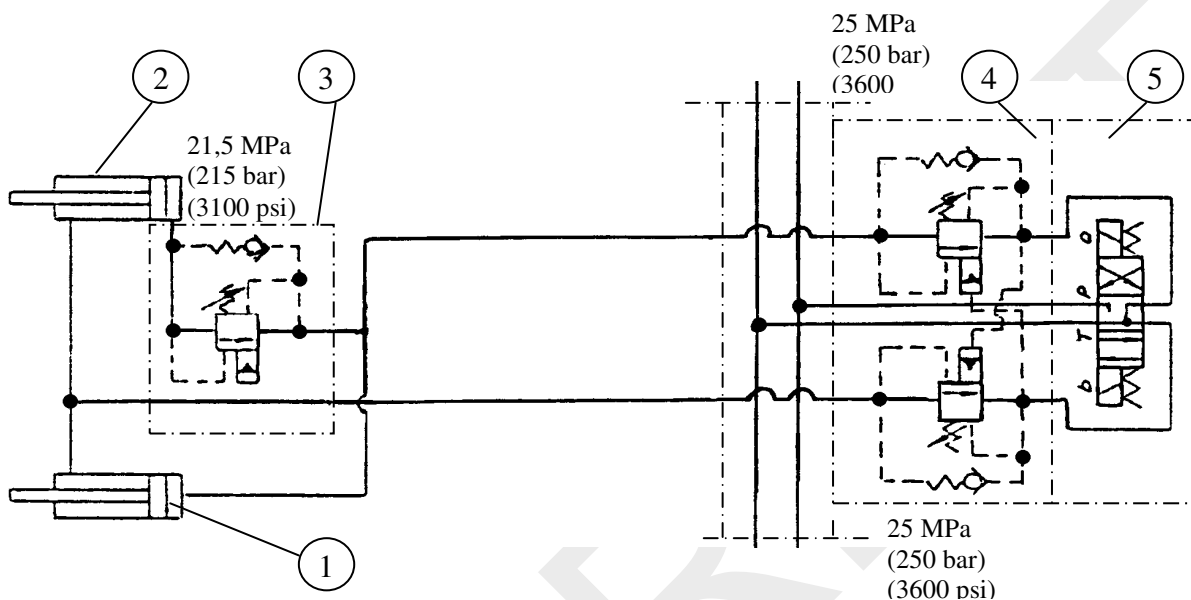 25 MPa
(250 bar)
(3600
2
3
4
5
21,5 MPa
(215 bar)
(3100 psi)
a
P
T
b
1
25 MPa
(250 bar)
(3600 psi)